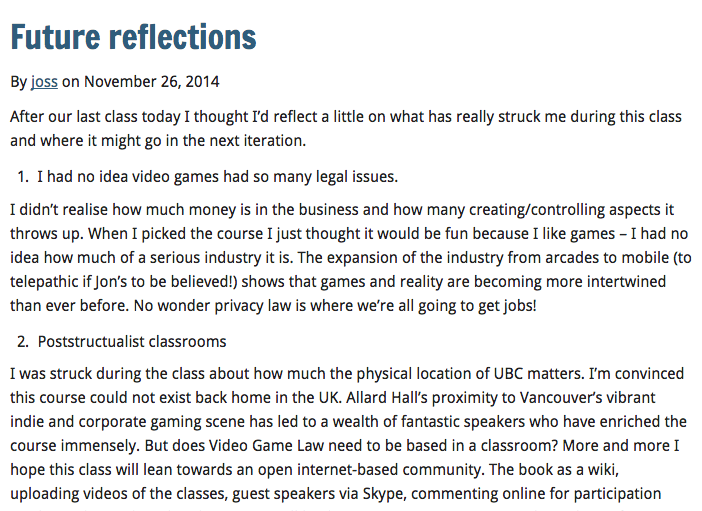 Future reflections
By joss on November 26, 2014
After our last class today I thought I’d reflect a little on what has really struck me during this class
and where it might go in the next iteration.
1. I had no idea video games had so many legal issues.
I didn’t realise how much money is in the business and how many creating/controlling aspects it
throws up. When I picked the course I just thought it would be fun because I like games – I had no
idea how much of a serious industry it is. The expansion of the industry from arcades to mobile (to
telepathic if Jon’s to be believed!) shows that games and reality are becoming more intertwined
than ever before. No wonder privacy law is where we’re all going to get jobs!
2. Poststructualist classrooms
I was struck during the class about how much the physical location of UBC matters. I’m convinced
this course could not exist back home in the UK. Allard Hall’s proximity to Vancouver’s vibrant
indie and corporate gaming scene has led to a wealth of fantastic speakers who have enriched the
course immensely. But does Video Game Law need to be based in a classroom? More and more I
hope this class will lean towards an open internet-based community. The book as a wiki,
uploading videos of the classes, guest speakers via Skype, commenting online for participation